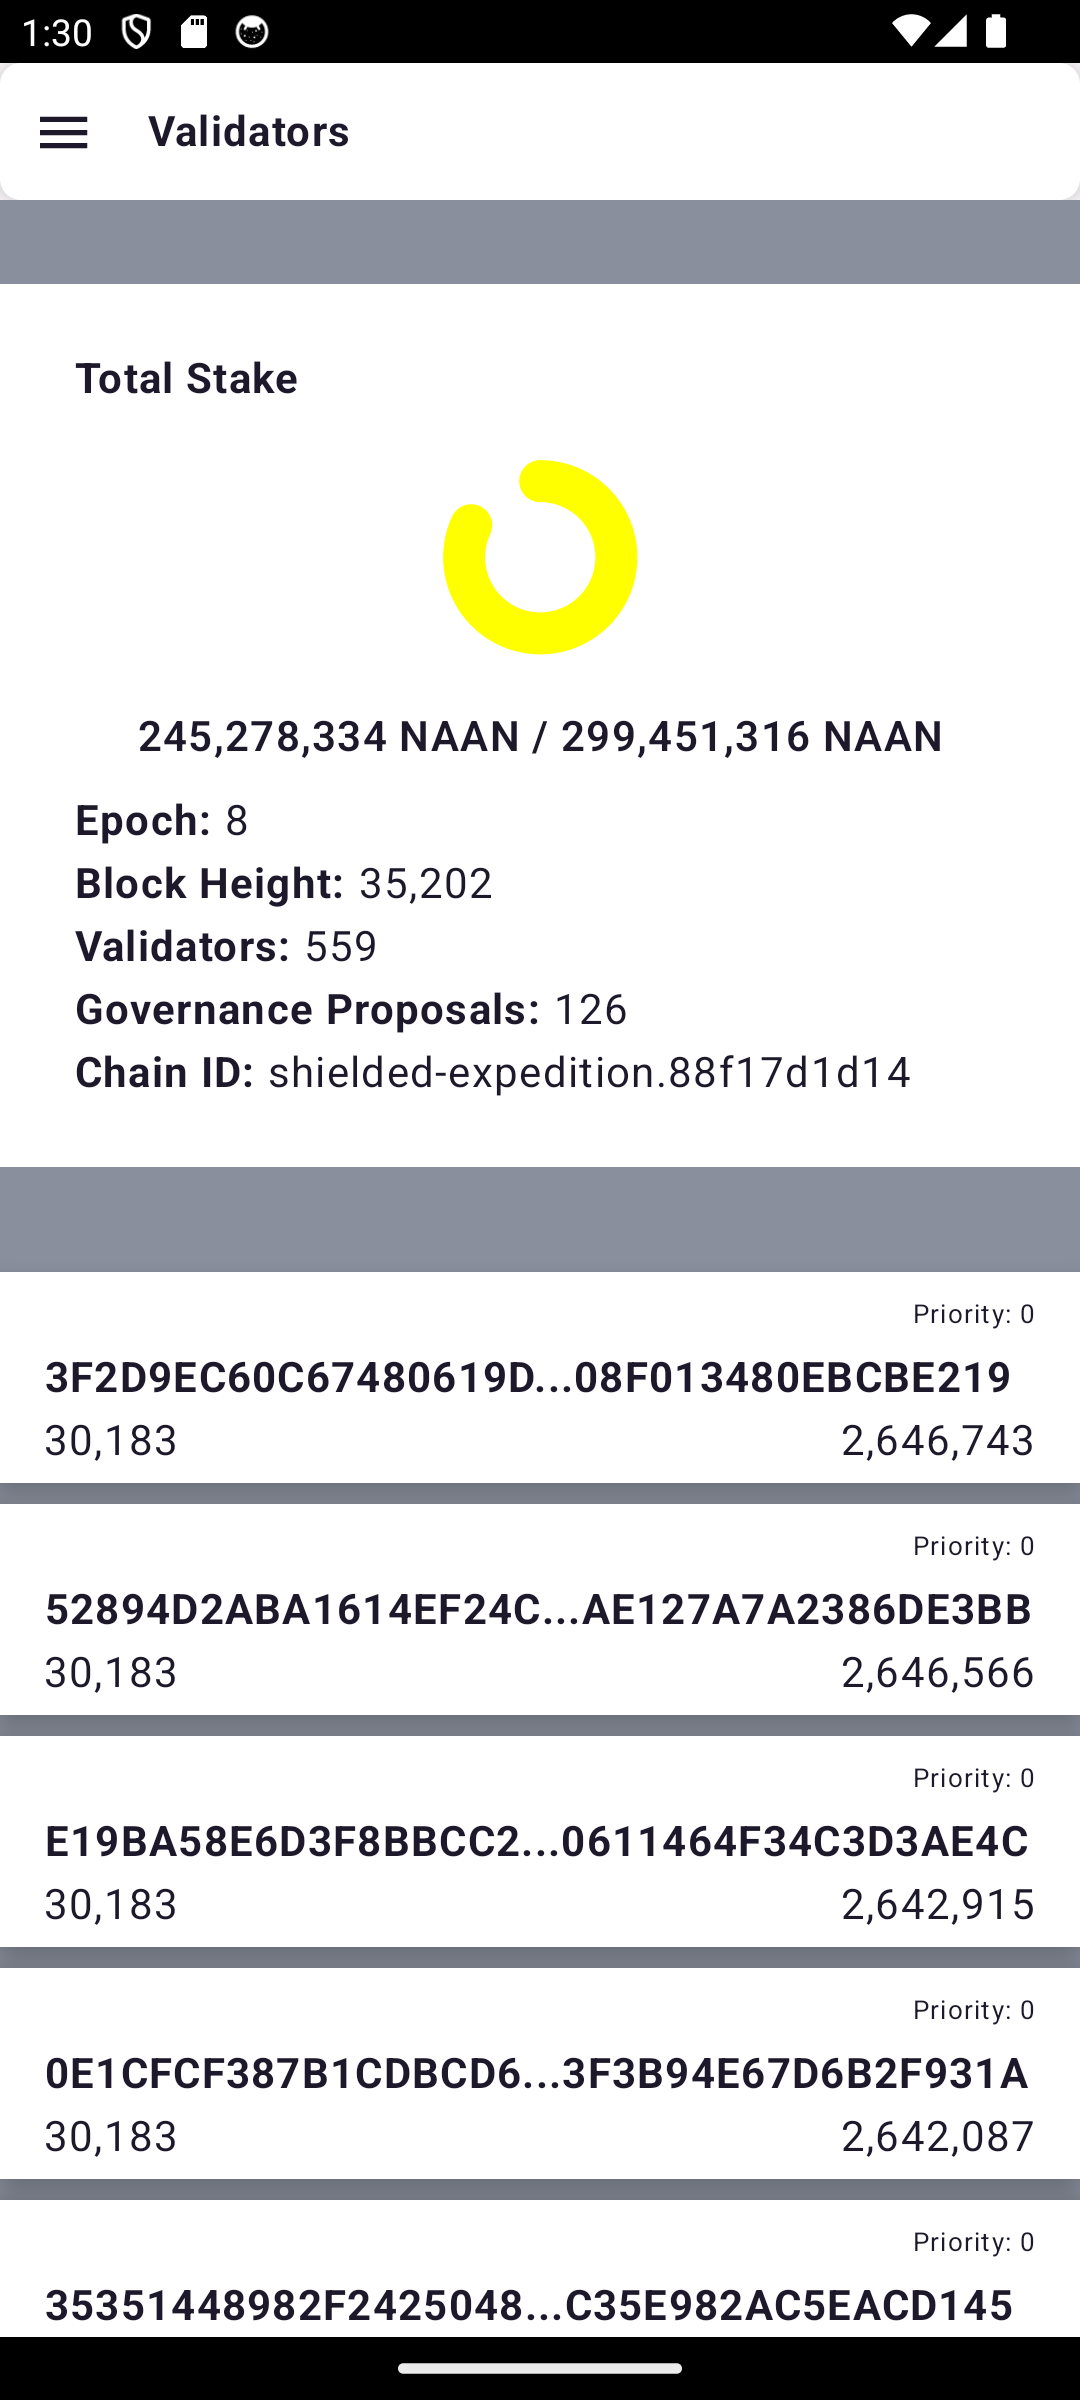 1:30
Validators
Total Stake
245,278,334 NAAN / 299,451,316 NAAN
Epoch: 8
Block Height: 35,202
Validators: 559
Governance Proposals: 126
Chain ID: shielded-expedition.88f17d1d14
Priority: 0
3F2D9EC60C67480619D...08F013480EBCBE219
30,183 2,646,743
Priority: 0
52894D2ABA1614EF24C...AE127A7A2386DE3BB
30,183 2,646,566
Priority: 0
E19BA58E6D3F8BBCC2...0611464F34C3D3AE4C
30,183 2,642,915
Priority: 0
0E1CFCF387B1CDBCD6...3F3B94E67D6B2F931A
30,183 2,642,087
Priority: 0
35351448982F2425048...C35E982AC5EACD145